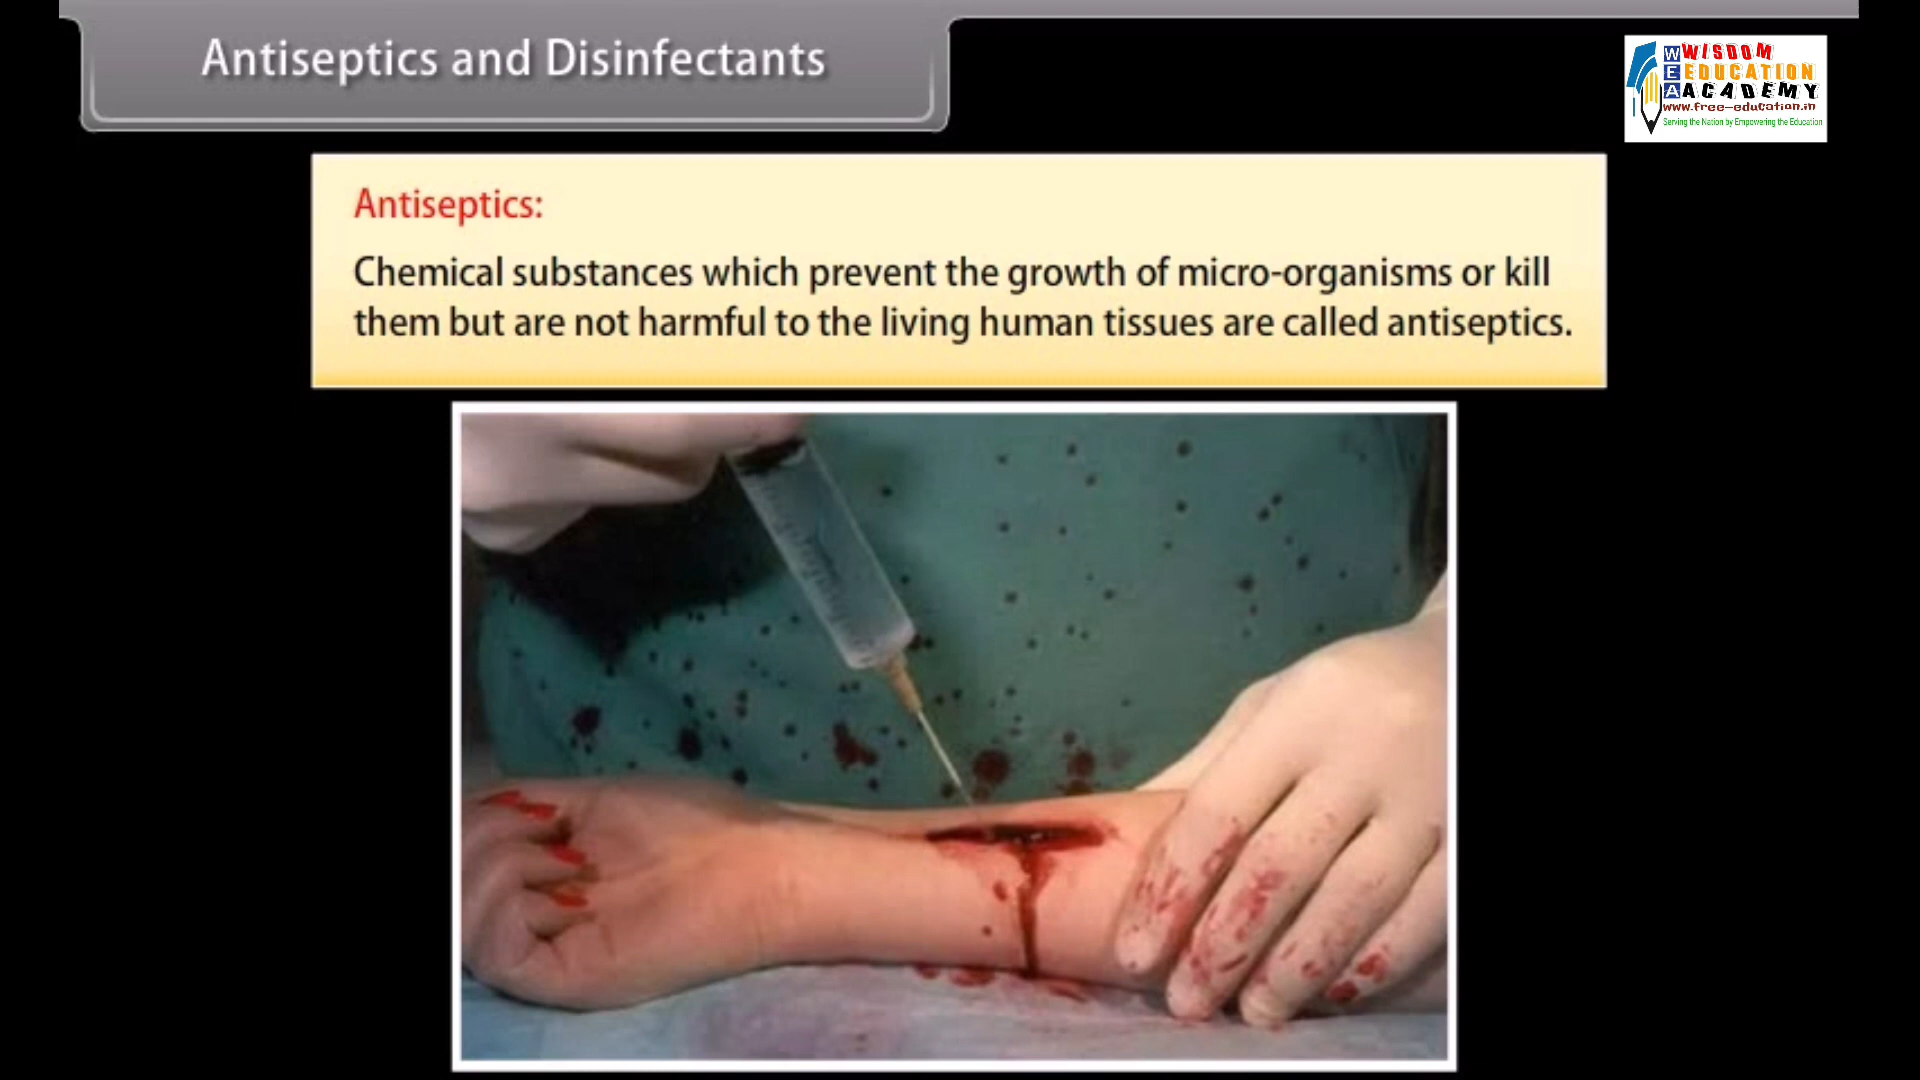 Antiseptics and Disinfectants
WISDOM
EDUCATION
ACADEMY
WEA
www.free-education.in
Serving the Nation by Empowering the Education
Antiseptics:
Chemical substances which prevent the growth of micro-organisms or kill
them but are not harmful to the living human tissues are called antiseptics.